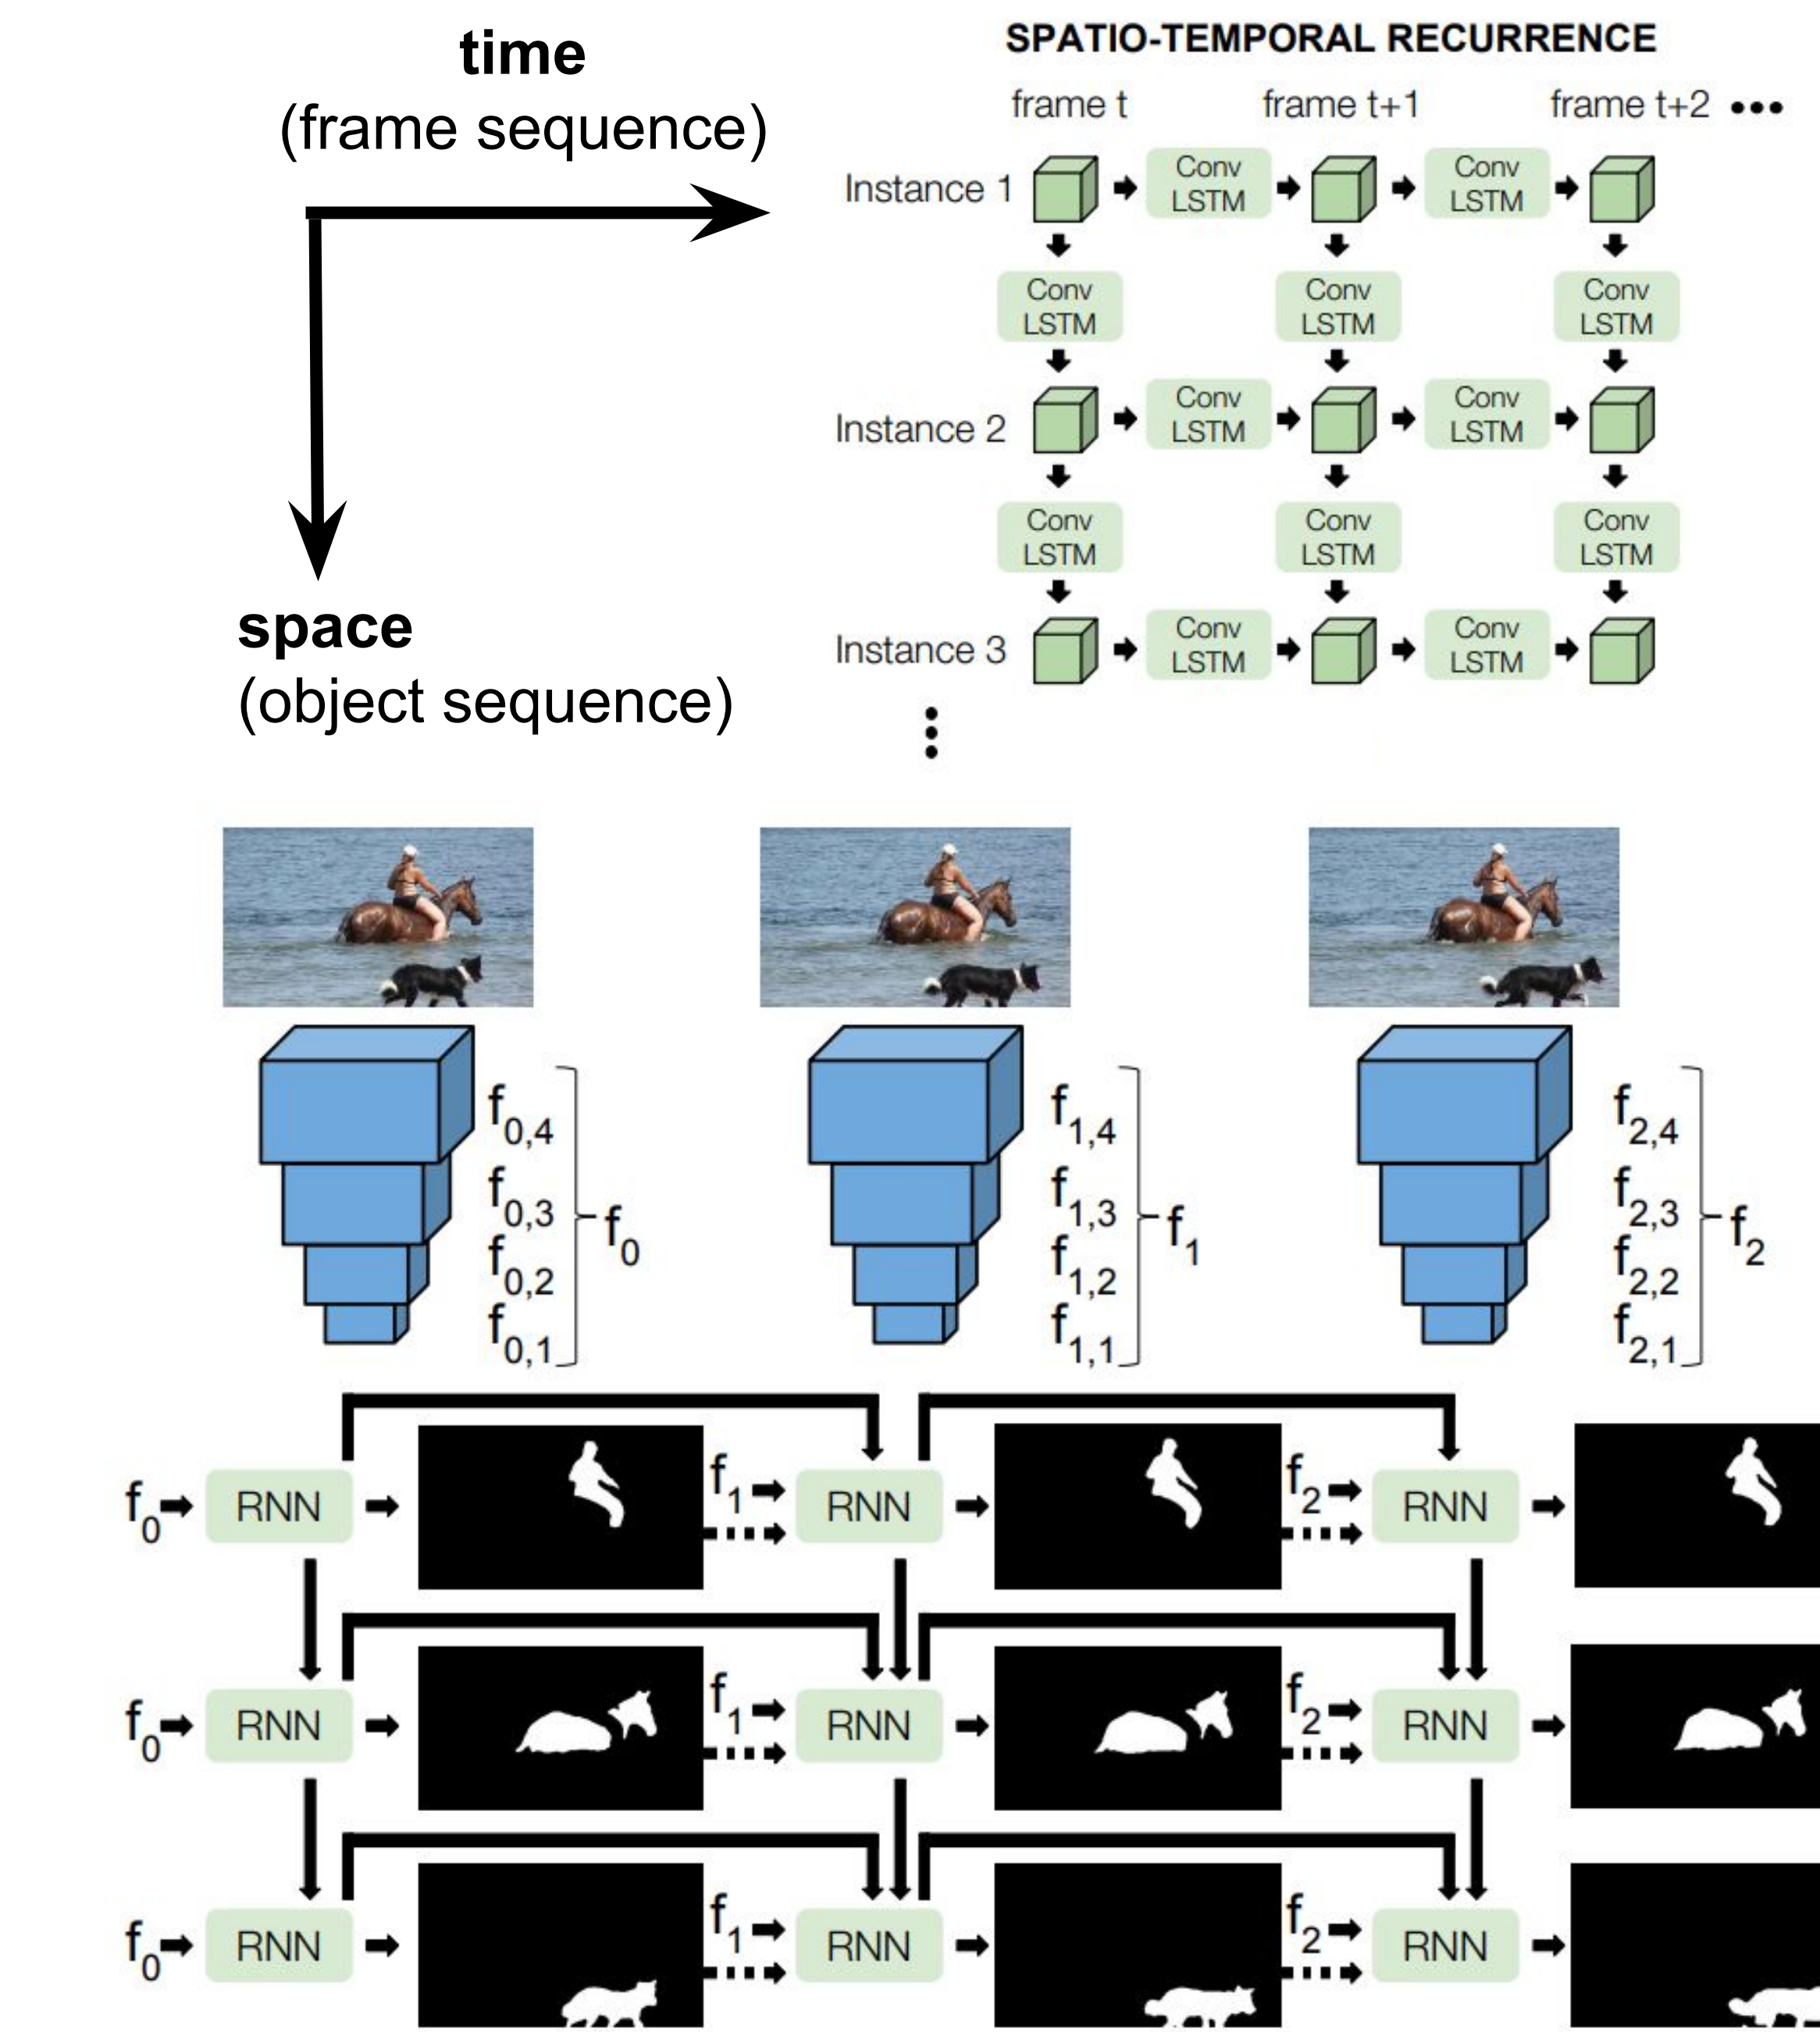 time
(frame sequence)
space
(object sequence)
SPATIO-TEMPORAL RECURRENCE
frame t frame t+1 frame t+2 •••
Instance 1
Conv
LSTM
Conv
LSTM
Conv
LSTM
Conv
LSTM
Conv
LSTM
Instance 2
Conv
LSTM
Conv
LSTM
Conv
LSTM
Conv
LSTM
Conv
LSTM
Instance 3
Conv
LSTM
Conv
LSTM
f0,4
f0,3
f0,2
f0,1
f0
f1,4
f1,3
f1,2
f1,1
f1
f2,4
f2,3
f2,2
f2,1
f2
f0 RNN f1 RNN f2 RNN
f0 RNN f1 RNN f2 RNN
f0 RNN f1 RNN f2 RNN